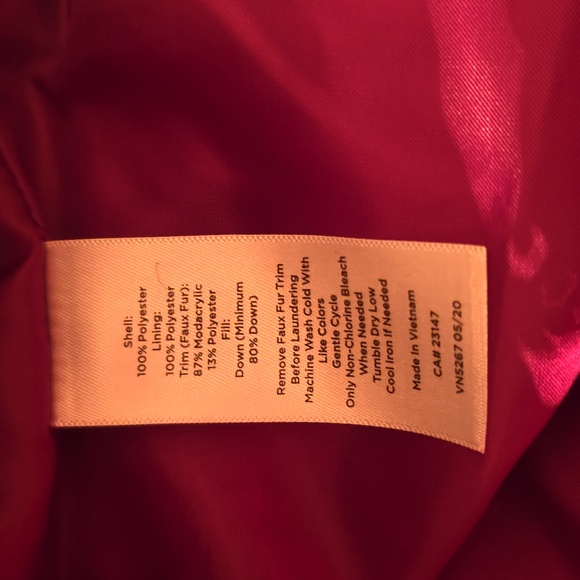 Shell:
100% Polyester
Lining:
100% Polyester
Trim (Faux Fur):
87% Modacrylic
13% Polyester
Fill:
Down (Minimum
80% Down)
Remove Faux Fur Trim
Before Laundering
Machine Wash Cold With
Like Colors
Gentle Cycle
Only Non-Chlorine Bleach
When Needed
Tumble Dry Low
Cool Iron If Needed
Made In Vietnam
CA# 23147
VN5267 05/20